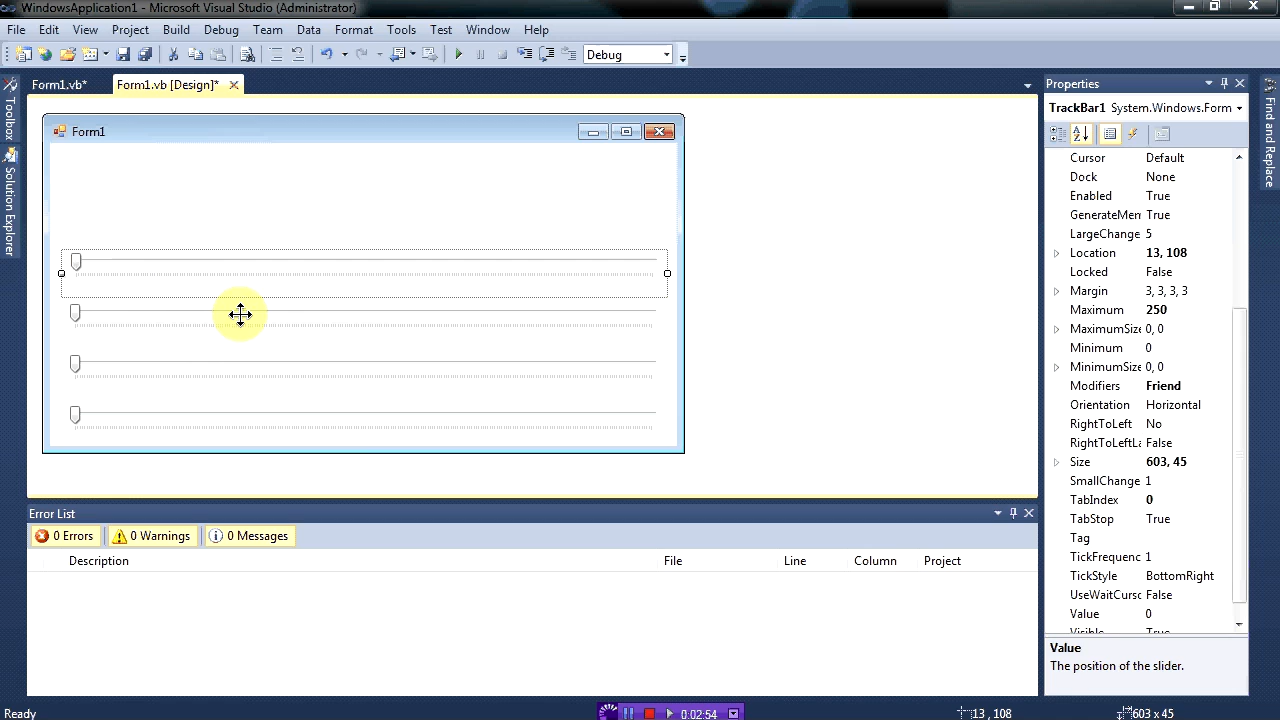 WindowsApplication1 - Microsoft Visual Studio (Administrator)
File Edit View Project Build Debug Team Data Format Tools Test Window Help
Debug
Form1.vb* Form1.vb [Design]*
Toolbox
Solution Explorer
Form1
Properties
TrackBar1 System.Windows.Form
Cursor Default
Dock None
Enabled True
GenerateMem True
LargeChange 5
Location 13, 108
Locked False
Margin 3, 3, 3, 3
Maximum 250
MaximumSize 0, 0
Minimum 0
MinimumSize 0, 0
Modifiers Friend
Orientation Horizontal
RightToLeft No
RightToLeftLa False
Size 603, 45
SmallChange 1
TabIndex 0
TabStop True
Tag
TickFrequenc 1
TickStyle BottomRight
UseWaitCurso False
Value 0
Visible True
Value
The position of the slider.
Find and Replace
Error List
0 Errors 0 Warnings 0 Messages
Description File Line Column Project
Ready 0:02:54 13 , 108 603 x 45